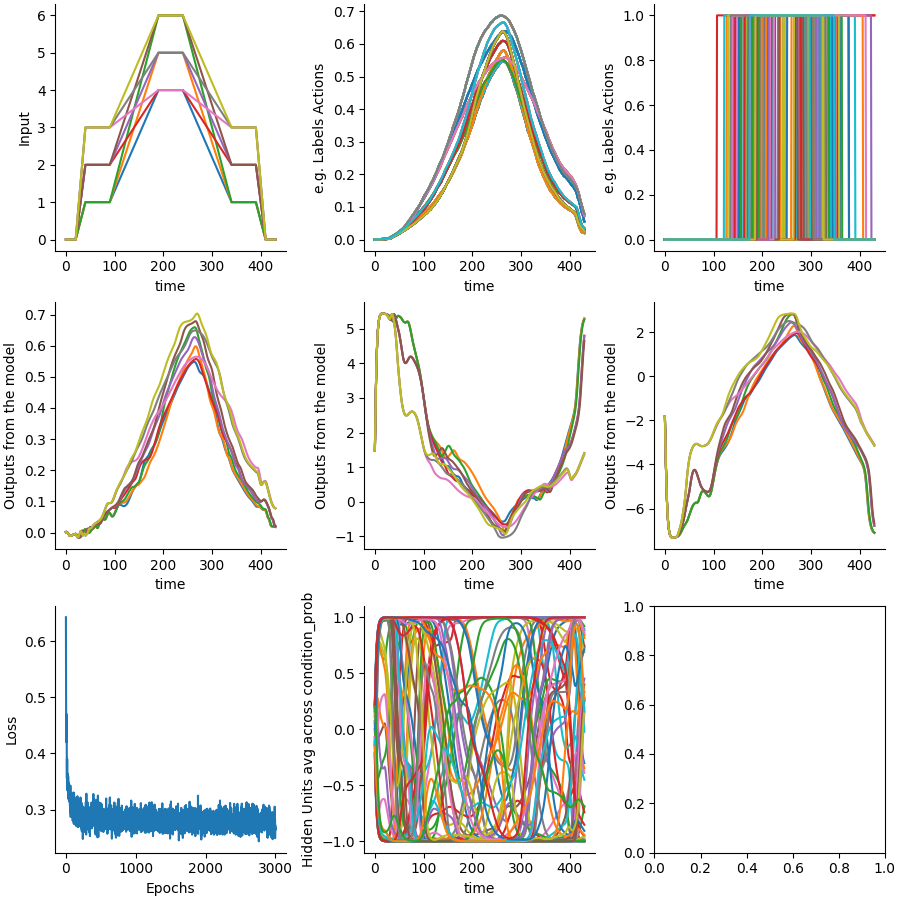 Input
6
5
4
3
2
1
0
0 100 200 300 400
time
e.g. Labels Actions
0.7
0.6
0.5
0.4
0.3
0.2
0.1
0.0
0 100 200 300 400
time
e.g. Labels Actions
1.0
0.8
0.6
0.4
0.2
0.0
0 100 200 300 400
time
Outputs from the model
0.7
0.6
0.5
0.4
0.3
0.2
0.1
0.0
0 100 200 300 400
time
Outputs from the model
5
4
3
2
1
0
−1
0 100 200 300 400
time
Outputs from the model
2
0
−2
−4
−6
0 100 200 300 400
time
Loss
0.6
0.5
0.4
0.3
0 1000 2000 3000
Epochs
Hidden Units avg across condition_prob
1.0
0.5
0.0
−0.5
−1.0
0 100 200 300 400
time
1.0
0.8
0.6
0.4
0.2
0.0
0.0 0.2 0.4 0.6 0.8 1.0